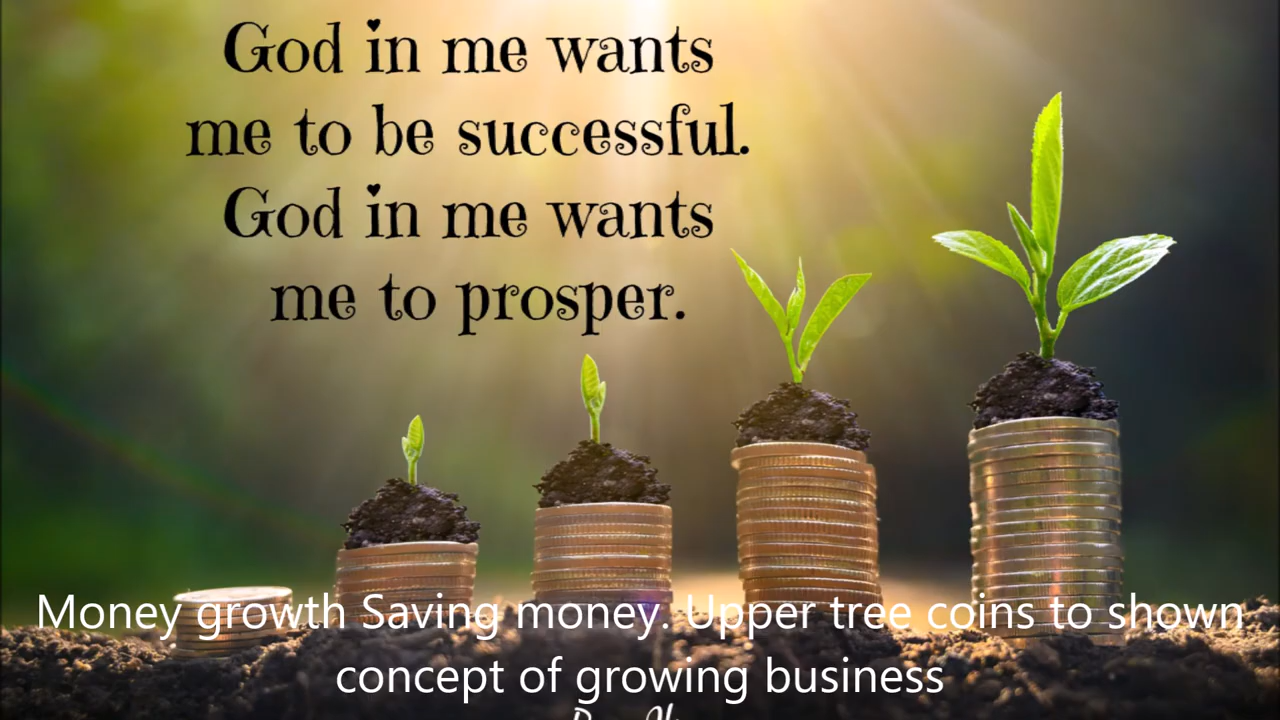 God in me wants
me to be successful.
God in me wants
me to prosper.
Money growth Saving money. Upper tree coins to shown
concept of growing business